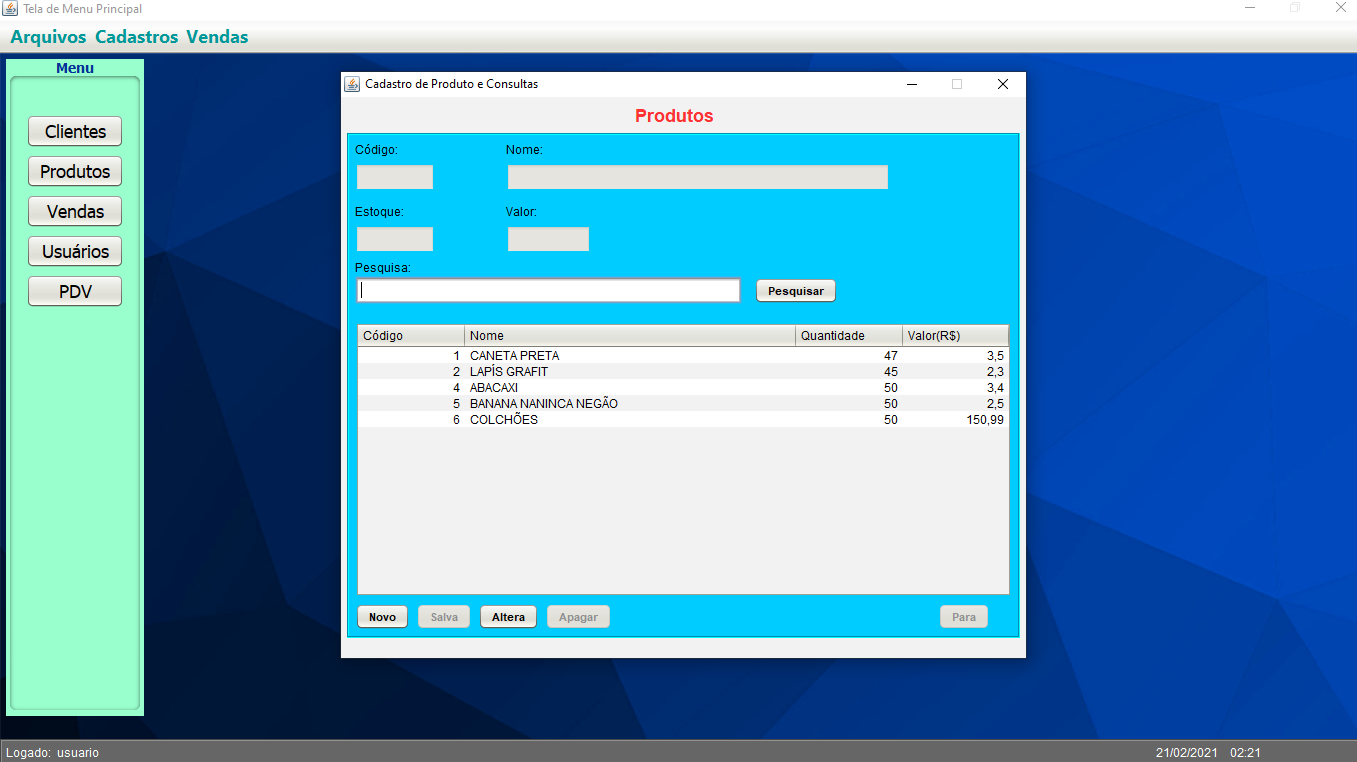 Tela de Menu Principal
Arquivos Cadastros Vendas
Menu
Clientes
Produtos
Vendas
Usuários
PDV
Cadastro de Produto e Consultas
Produtos
Código: Nome:
Estoque: Valor:
Pesquisa:
Pesquisar
Código Nome Quantidade Valor(R$)
1 CANETA PRETA 47 3,5
2 LAPÍS GRAFIT 45 2,3
4 ABACAXI 50 3,4
5 BANANA NANINCA NEGÃO 50 2,5
6 COLCHÕES 50 150,99
Novo Salva Altera Apagar Para
Logado: usuario 21/02/2021 02:21